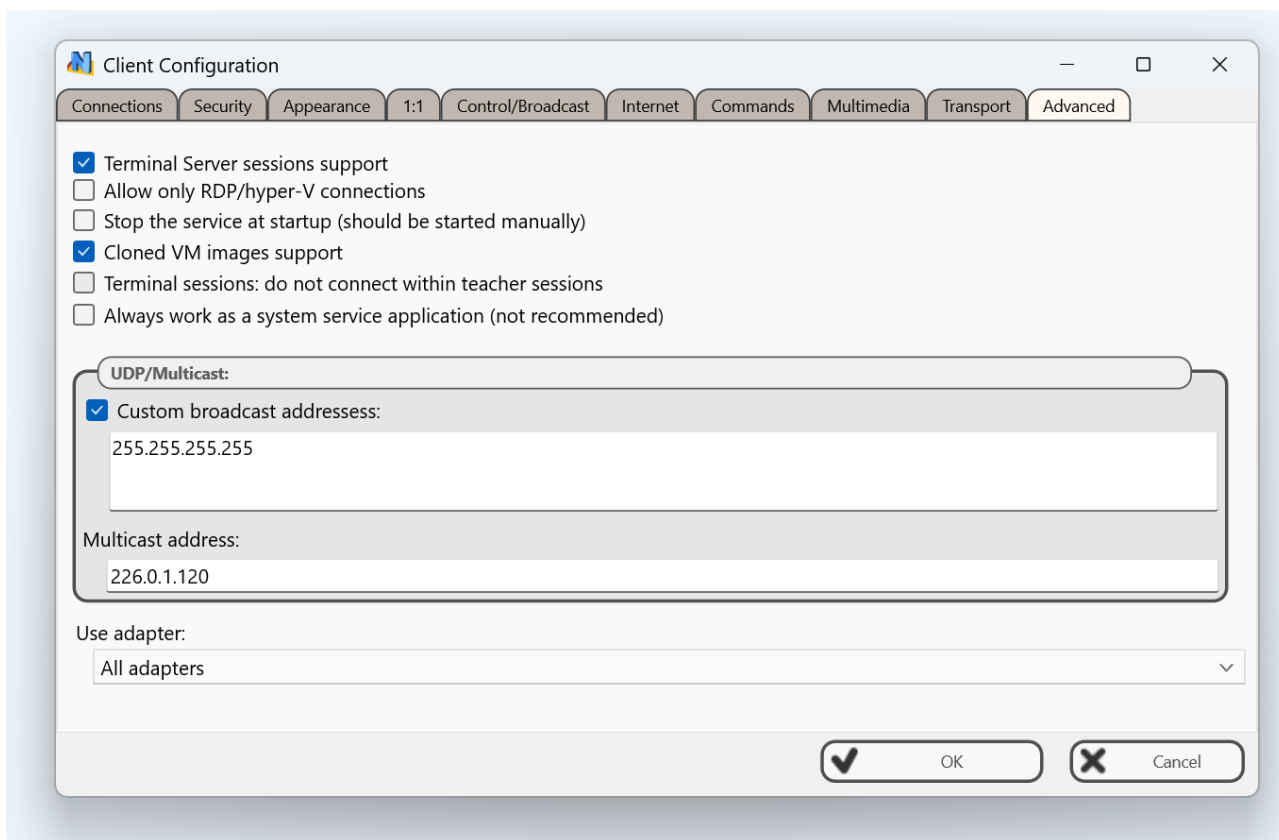 Client Configuration
Connections Security Appearance 1:1 Control/Broadcast Internet Commands Multimedia Transport Advanced
Terminal Server sessions support
Allow only RDP/hyper-V connections
Stop the service at startup (should be started manually)
Cloned VM images support
Terminal sessions: do not connect within teacher sessions
Always work as a system service application (not recommended)
UDP/Multicast:
Custom broadcast addressess:
255.255.255.255
Multicast address:
226.0.1.120
Use adapter:
All adapters
OK Cancel